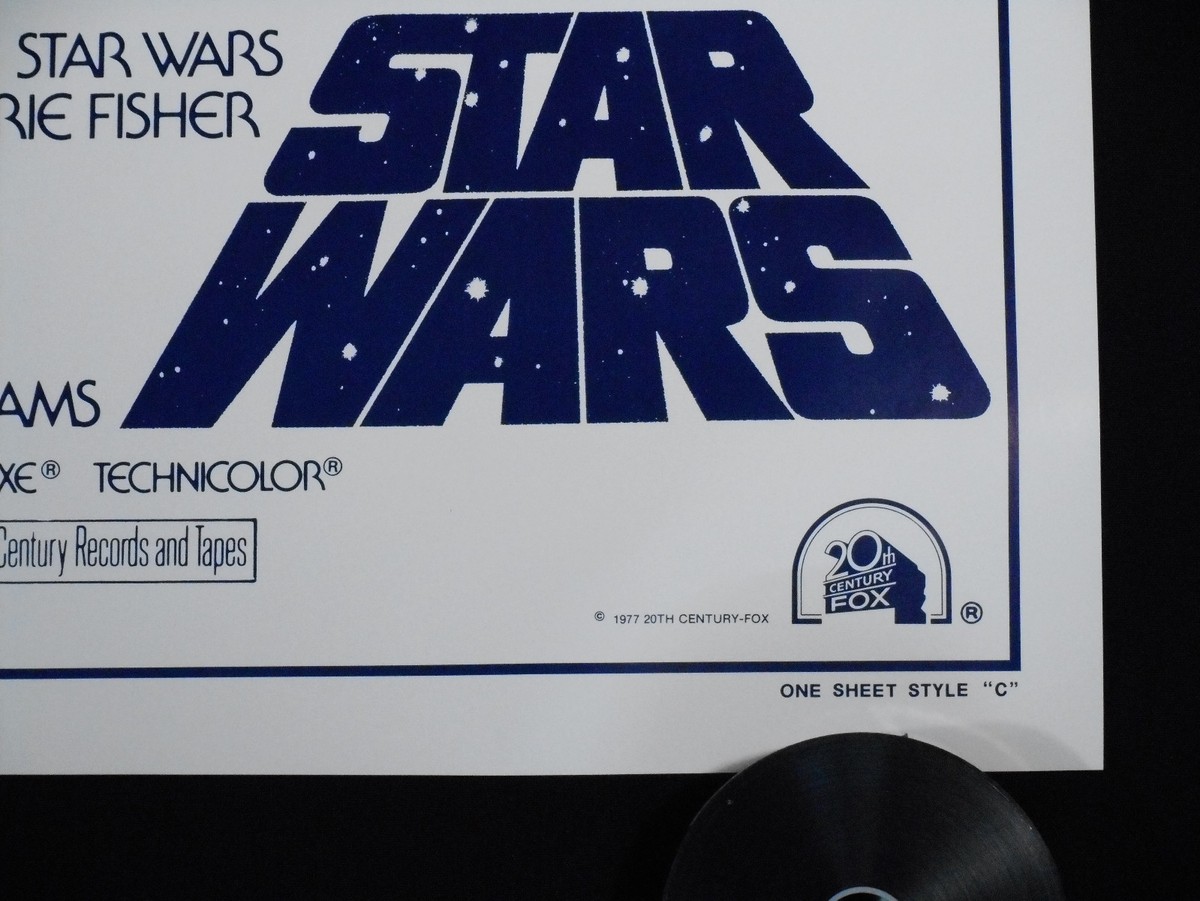 STAR WARS
RIE FISHER
STAR
WARS
AMS
XE® TECHNICOLOR®
Century Records and Tapes
© 1977 20TH CENTURY-FOX
20th
CENTURY
FOX
®
ONE SHEET STYLE “C”